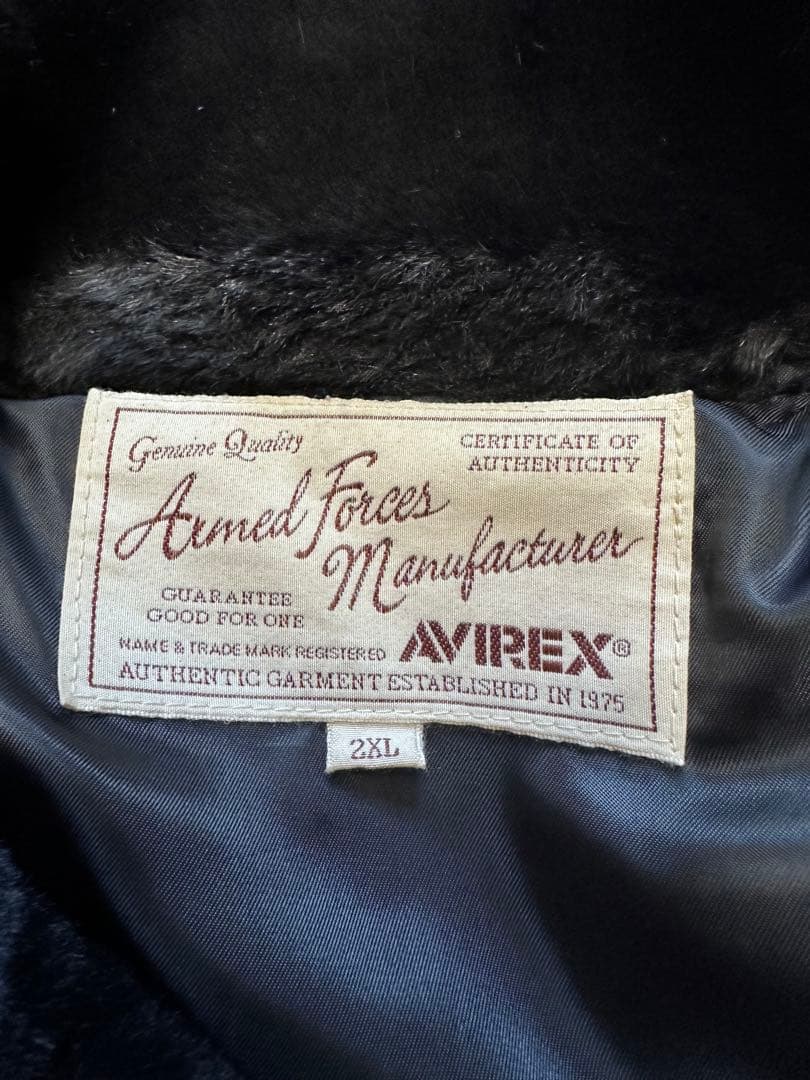 Genuine Quality
CERTIFICATE OF
AUTHENTICITY
Armed Forces
Manufacturer
GUARANTEE
GOOD FOR ONE
NAME & TRADE MARK REGISTERED
AVIREX®
AUTHENTIC GARMENT ESTABLISHED IN 1975
2XL